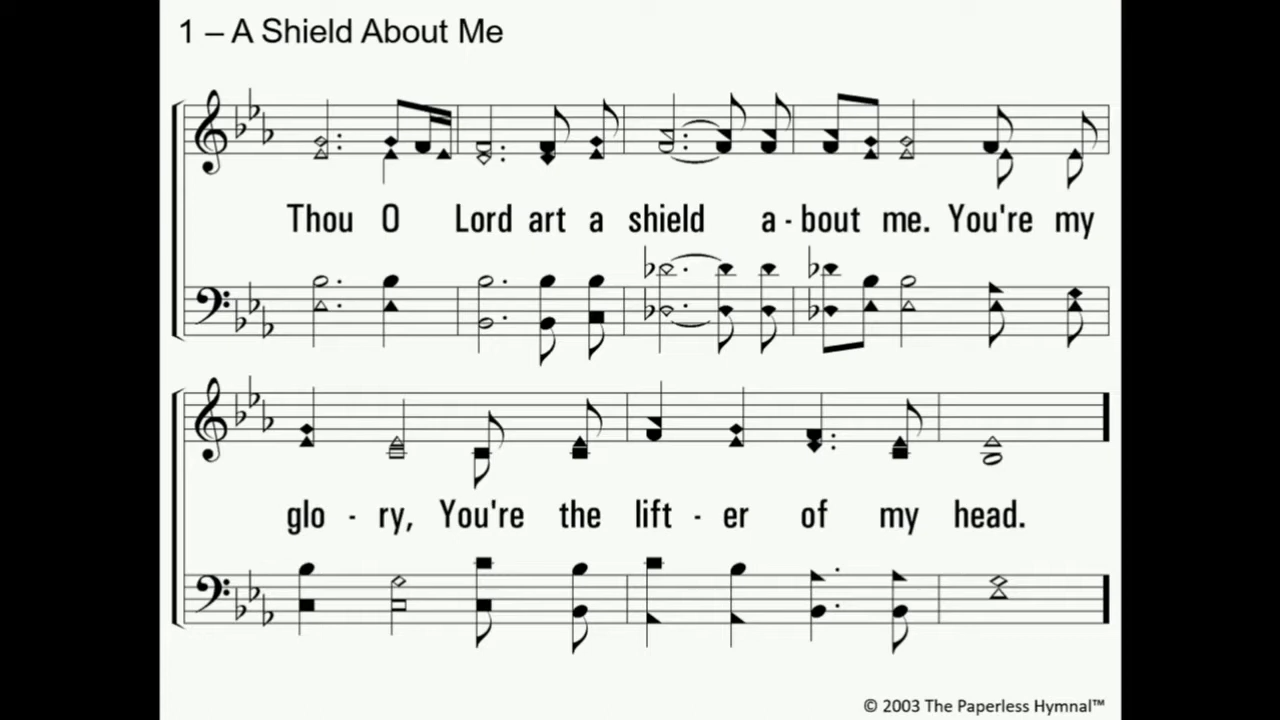 1 – A Shield About Me
Thou O Lord art a shield a - bout me. You're my
glo - ry, You're the lift - er of my head.
© 2003 The Paperless Hymnal™